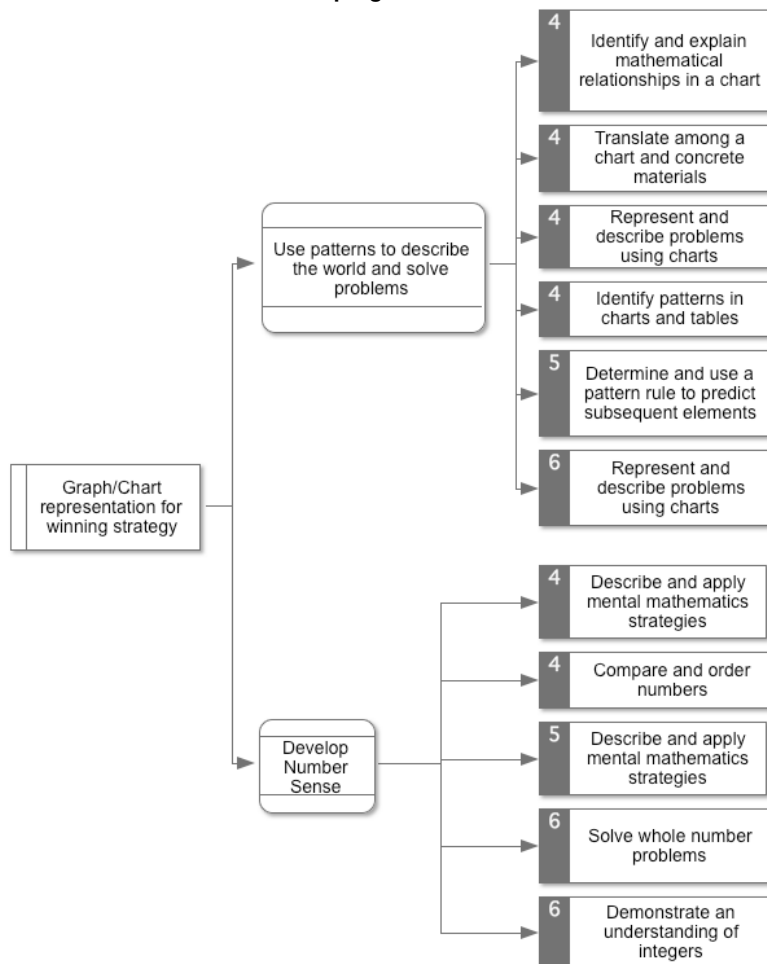 4
Identify and explain
mathematical
relationships in a chart
4
Translate among a
chart and concrete
materials
4
Represent and
describe problems
using charts
Use patterns to describe
the world and solve
problems
4
Identify patterns in
charts and tables
5
Determine and use a
pattern rule to predict
subsequent elements
6
Represent and
describe problems
using charts
Graph/Chart
representation for
winning strategy
4
Describe and apply
mental mathematics
strategies
4
Compare and order
numbers
Develop
Number
Sense
5
Describe and apply
mental mathematics
strategies
6
Solve whole number
problems
6
Demonstrate an
understanding of
integers